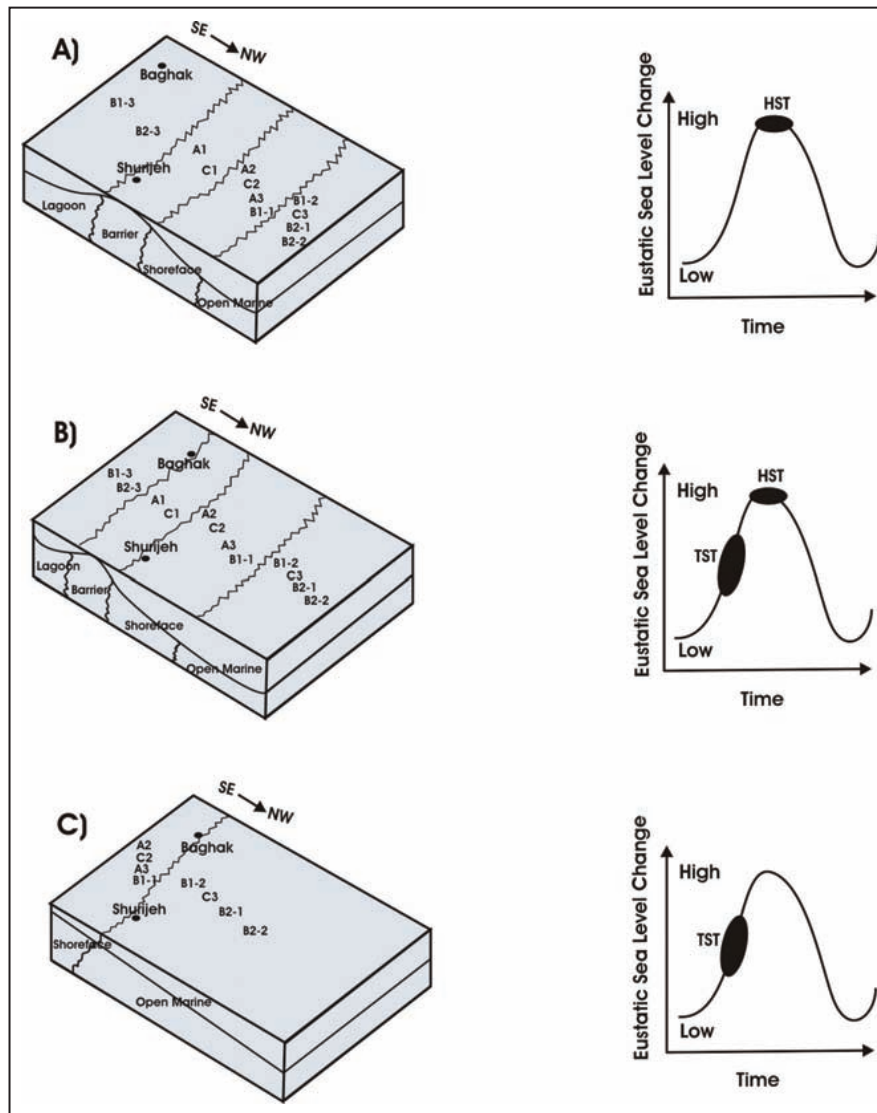 A)
SE
NW
Baghak
B1-3
B2-3
A1
Shurijeh
C1
A2
C2
A3
B1-2
B1-1
C3
B2-1
B2-2
Lagoon
Barrier
Shoreface
Open Marine
Eustatic Sea Level Change
High
HST
Low
Time
B)
SE
NW
Baghak
B1-3
B2-3
A1
C1
A2
C2
Shurijeh
A3
B1-1
B1-2
C3
B2-1
B2-2
Lagoon
Barrier
Shoreface
Open Marine
Eustatic Sea Level Change
High
HST
TST
Low
Time
C)
SE
NW
Baghak
A2
C2
A3
B1-1
B1-2
C3
Shurijeh
B2-1
B2-2
Shoreface
Open Marine
Eustatic Sea Level Change
High
TST
Low
Time